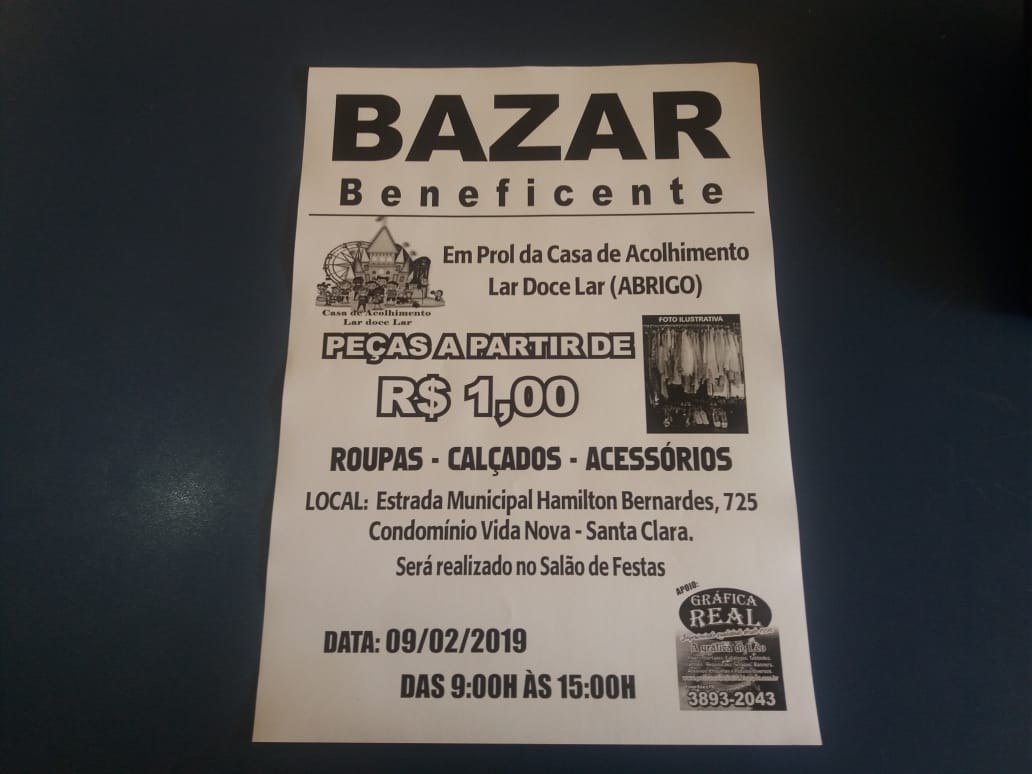 BAZAR
Beneficente
Em Prol da Casa de Acolhimento
Lar Doce Lar (ABRIGO)
Casa de Acolhimento
Lar doce Lar
PEÇAS A PARTIR DE
R$ 1,00
FOTO ILUSTRATIVA
ROUPAS - CALÇADOS - ACESSÓRIOS
LOCAL: Estrada Municipal Hamilton Bernardes, 725
Condomínio Vida Nova - Santa Clara.
Será realizado no Salão de Festas
APOIO:
GRÁFICA
REAL
A gráfica do Léo
3893-2043
DATA: 09/02/2019
DAS 9:00H ÀS 15:00H